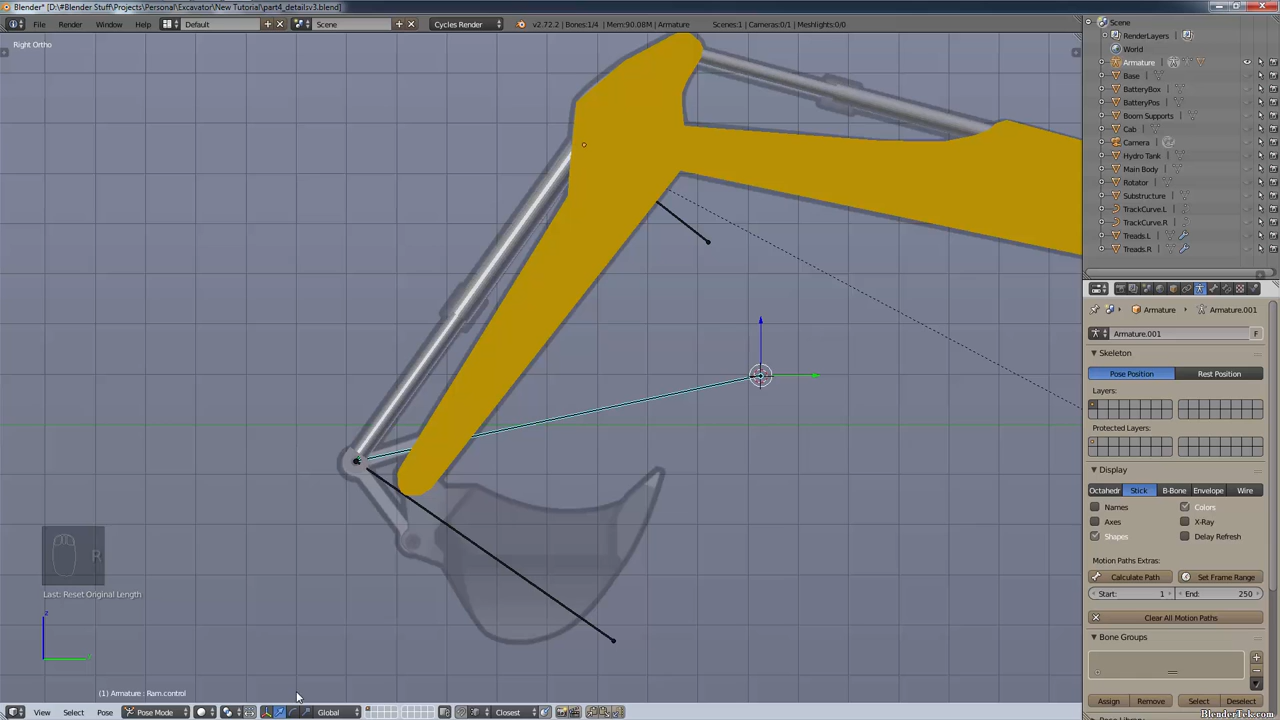 Blender* [D:\#Blender Stuff\Projects\Personal\Excavator\New Tutorial\part4_detailsv3.blend]
File Render Window Help Default Scene Cycles Render v2.72.2 | Bones:1/4 | Mem:90.08M | Armature Scenes:1 | Cameras:0/1 | Meshlights:0/0
Right Ortho
R
Last: Reset Original Length
z
(1) Armature : Ram.control
View Select Pose Pose Mode Global Closest
Scene
RenderLayers
World
Armature
Base
BatteryBox
BatteryPos
Boom Supports
Cab
Camera
Hydro Tank
Main Body
Rotator
Substructure
TrackCurve.L
TrackCurve.R
Treads.L
Treads.R
Armature Armature.001
Armature.001 F
Skeleton
Pose Position Rest Position
Layers:
Protected Layers:
Display
Octahedr Stick B-Bone Envelope Wire
Names Colors
Axes X-Ray
Shapes Delay Refresh
Motion Paths Extras:
Calculate Path Set Frame Range
Start: 1 End: 250
Clear All Motion Paths
Bone Groups
Assign Remove Select Deselect
BlenderTek.com